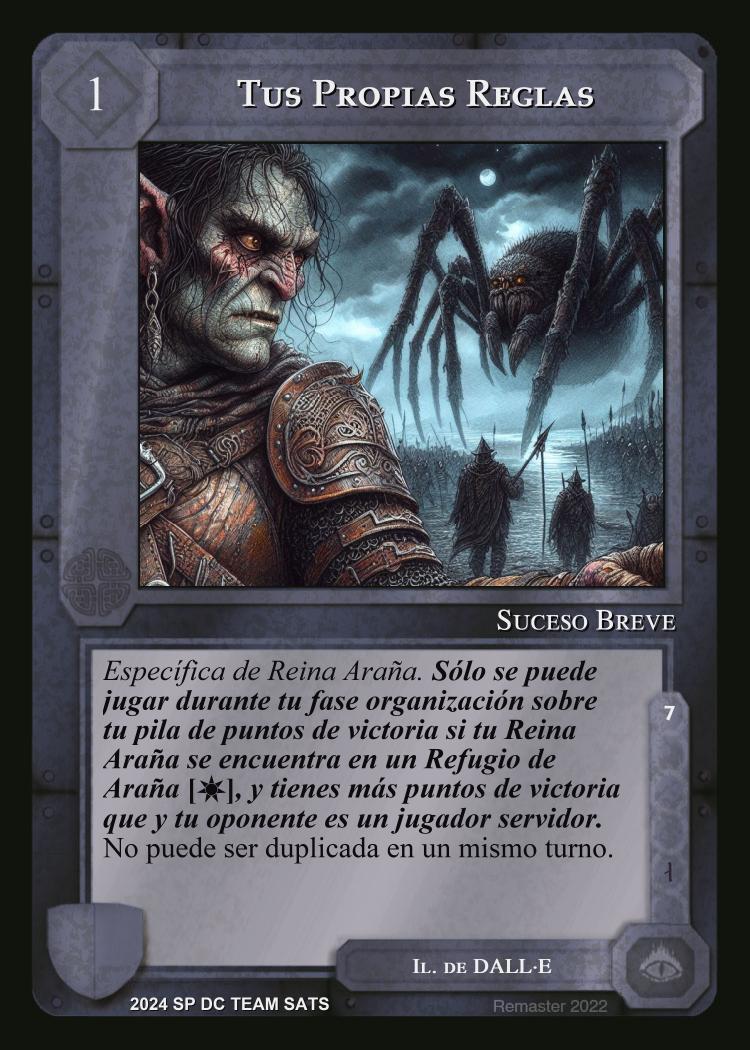 1
Tus Propias Reglas
Suceso Breve
Específica de Reina Araña. Sólo se puede
jugar durante tu fase organización sobre
tu pila de puntos de victoria si tu Reina
Araña se encuentra en un Refugio de
Araña [☀], y tienes más puntos de victoria
que y tu oponente es un jugador servidor.
No puede ser duplicada en un mismo turno.
7
Il. de DALL·E
2024 SP DC TEAM SATS
Remaster 2022